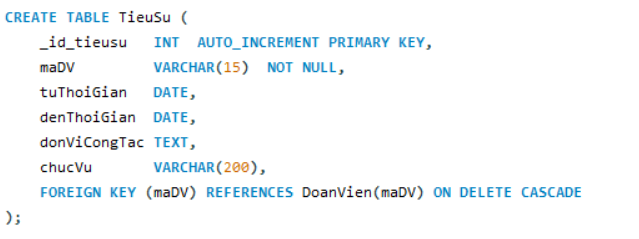 CREATE TABLE TieuSu (
    _id_tieusu   INT  AUTO_INCREMENT PRIMARY KEY,
    maDV         VARCHAR(15)  NOT NULL,
    tuThoiGian   DATE,
    denThoiGian  DATE,
    donViCongTac TEXT,
    chucVu       VARCHAR(200),
    FOREIGN KEY (maDV) REFERENCES DoanVien(maDV) ON DELETE CASCADE
);